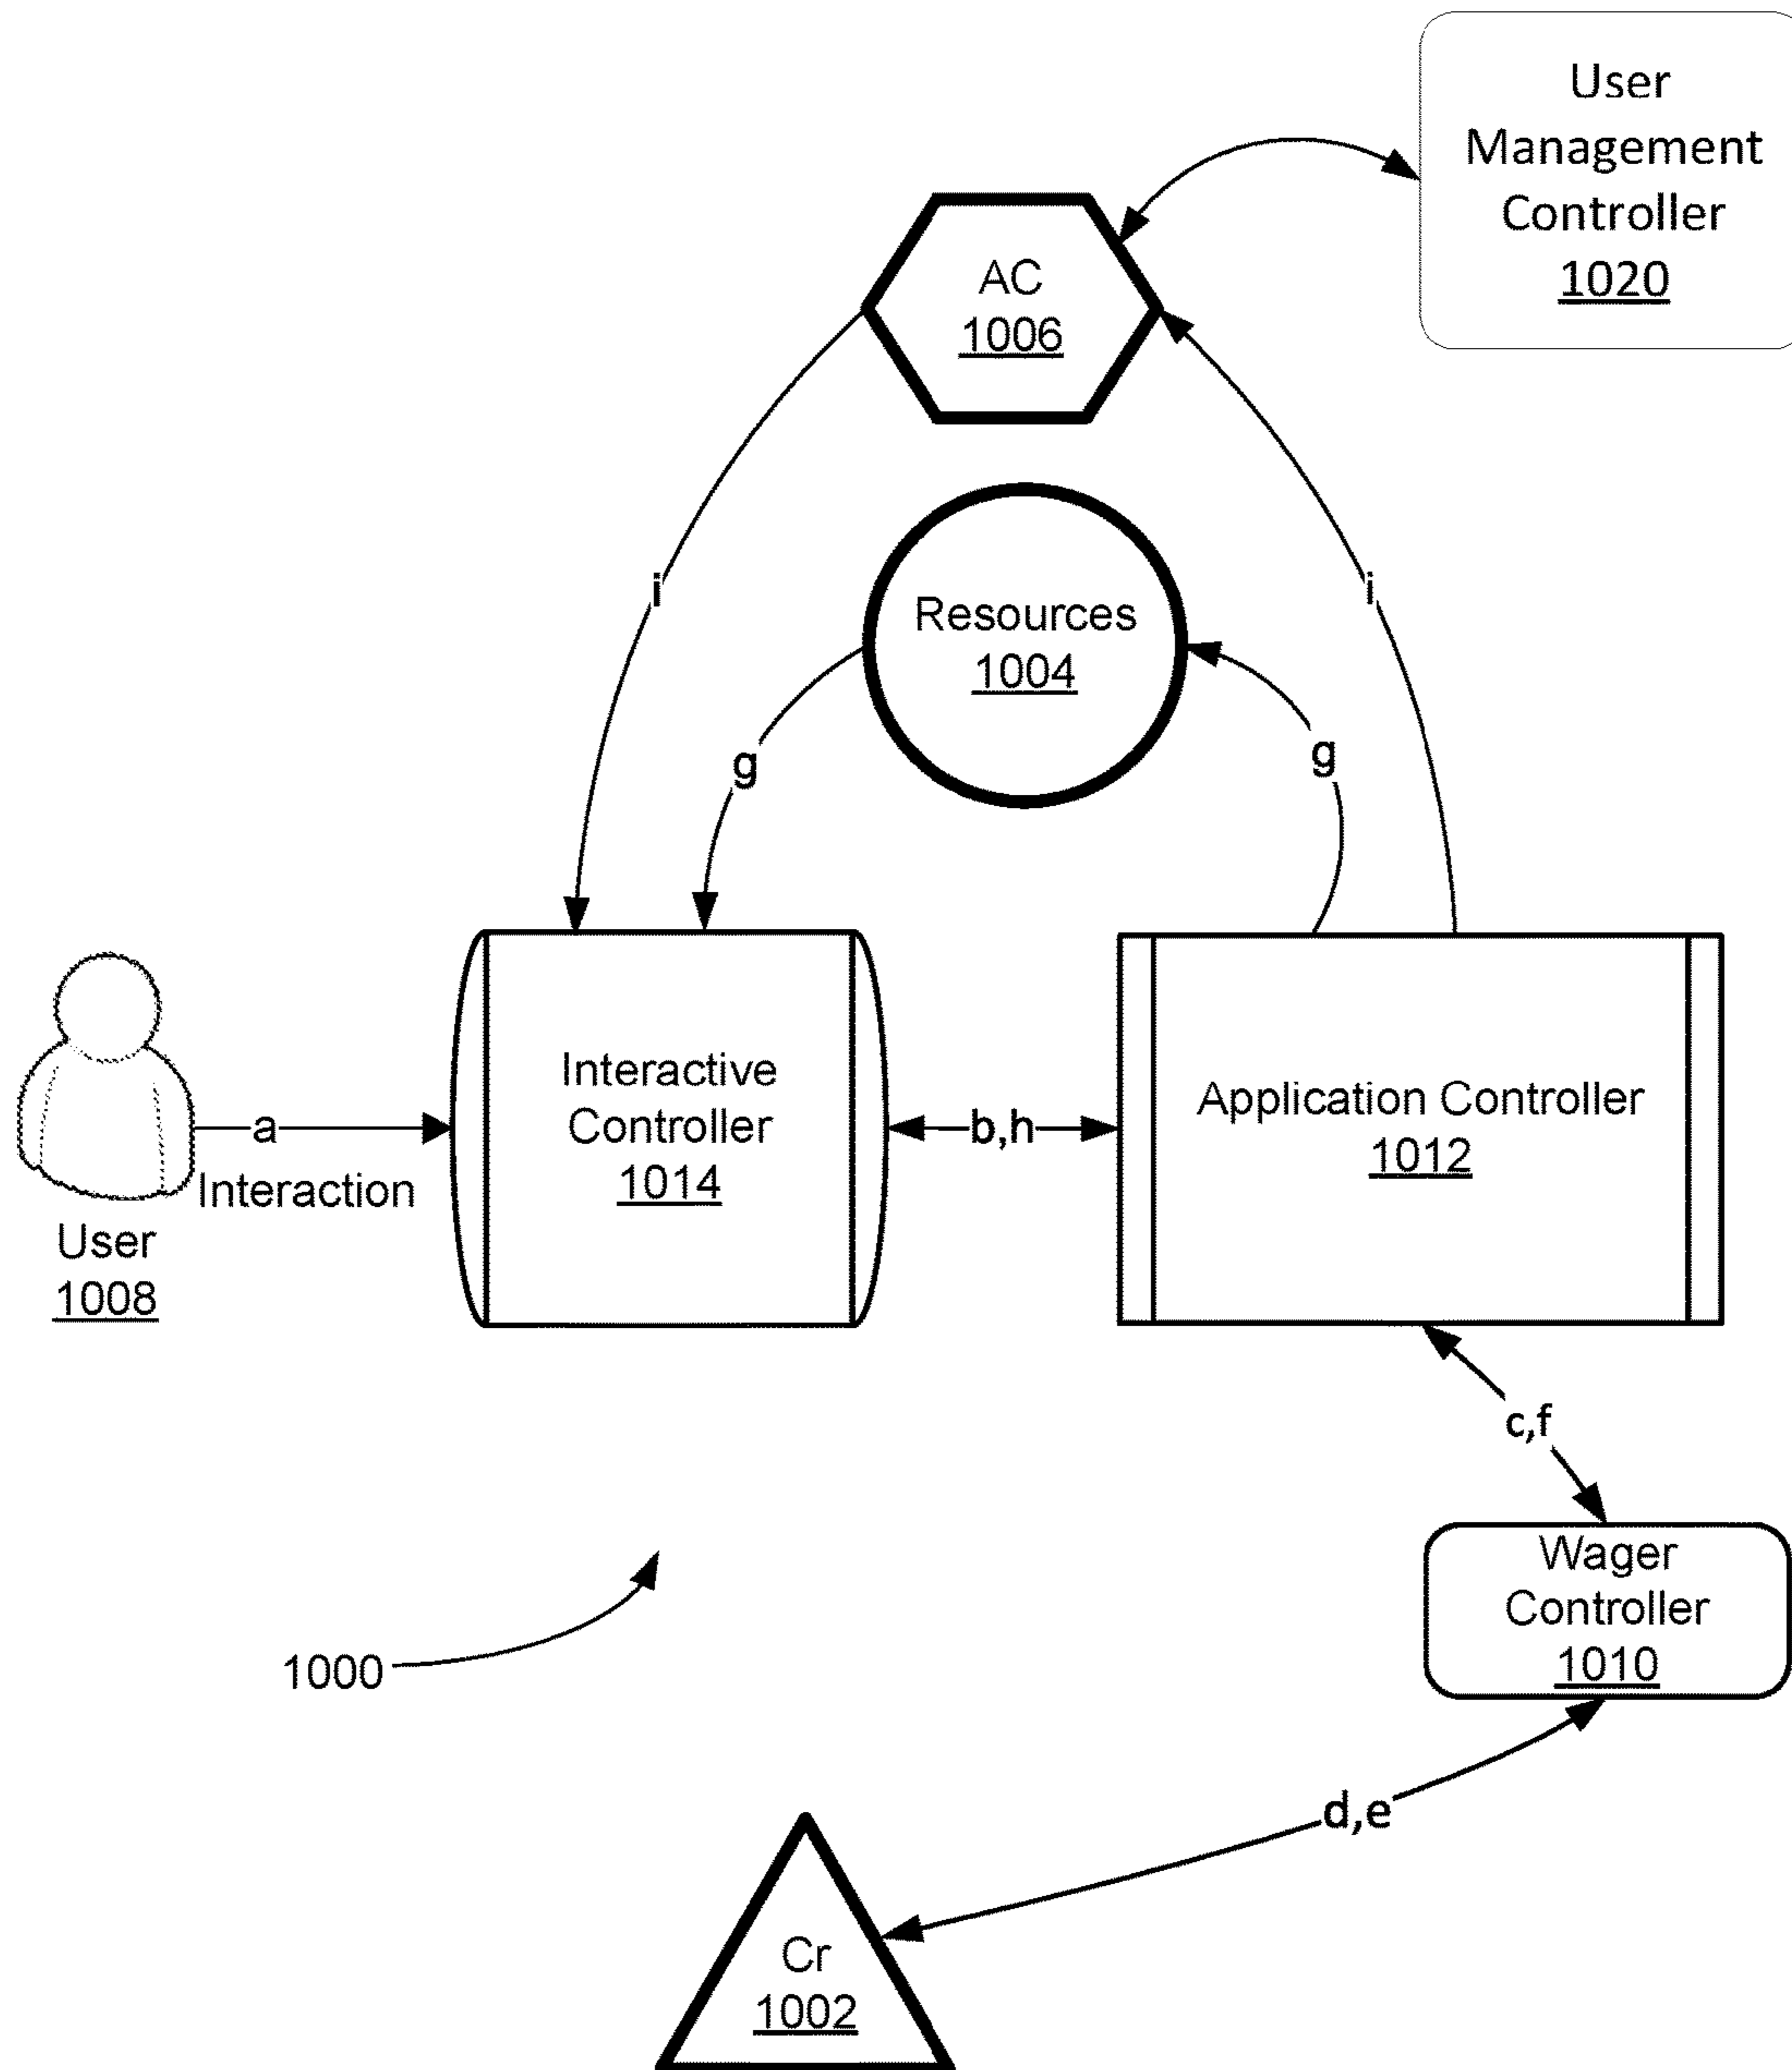 User
Management
Controller
1020
AC
1006
i
i
Resources
1004
g
g
Interactive
Controller
1014
Application Controller
1012
a
Interaction
b,h
User
1008
c,f
Wager
Controller
1010
1000
d,e
Cr
1002